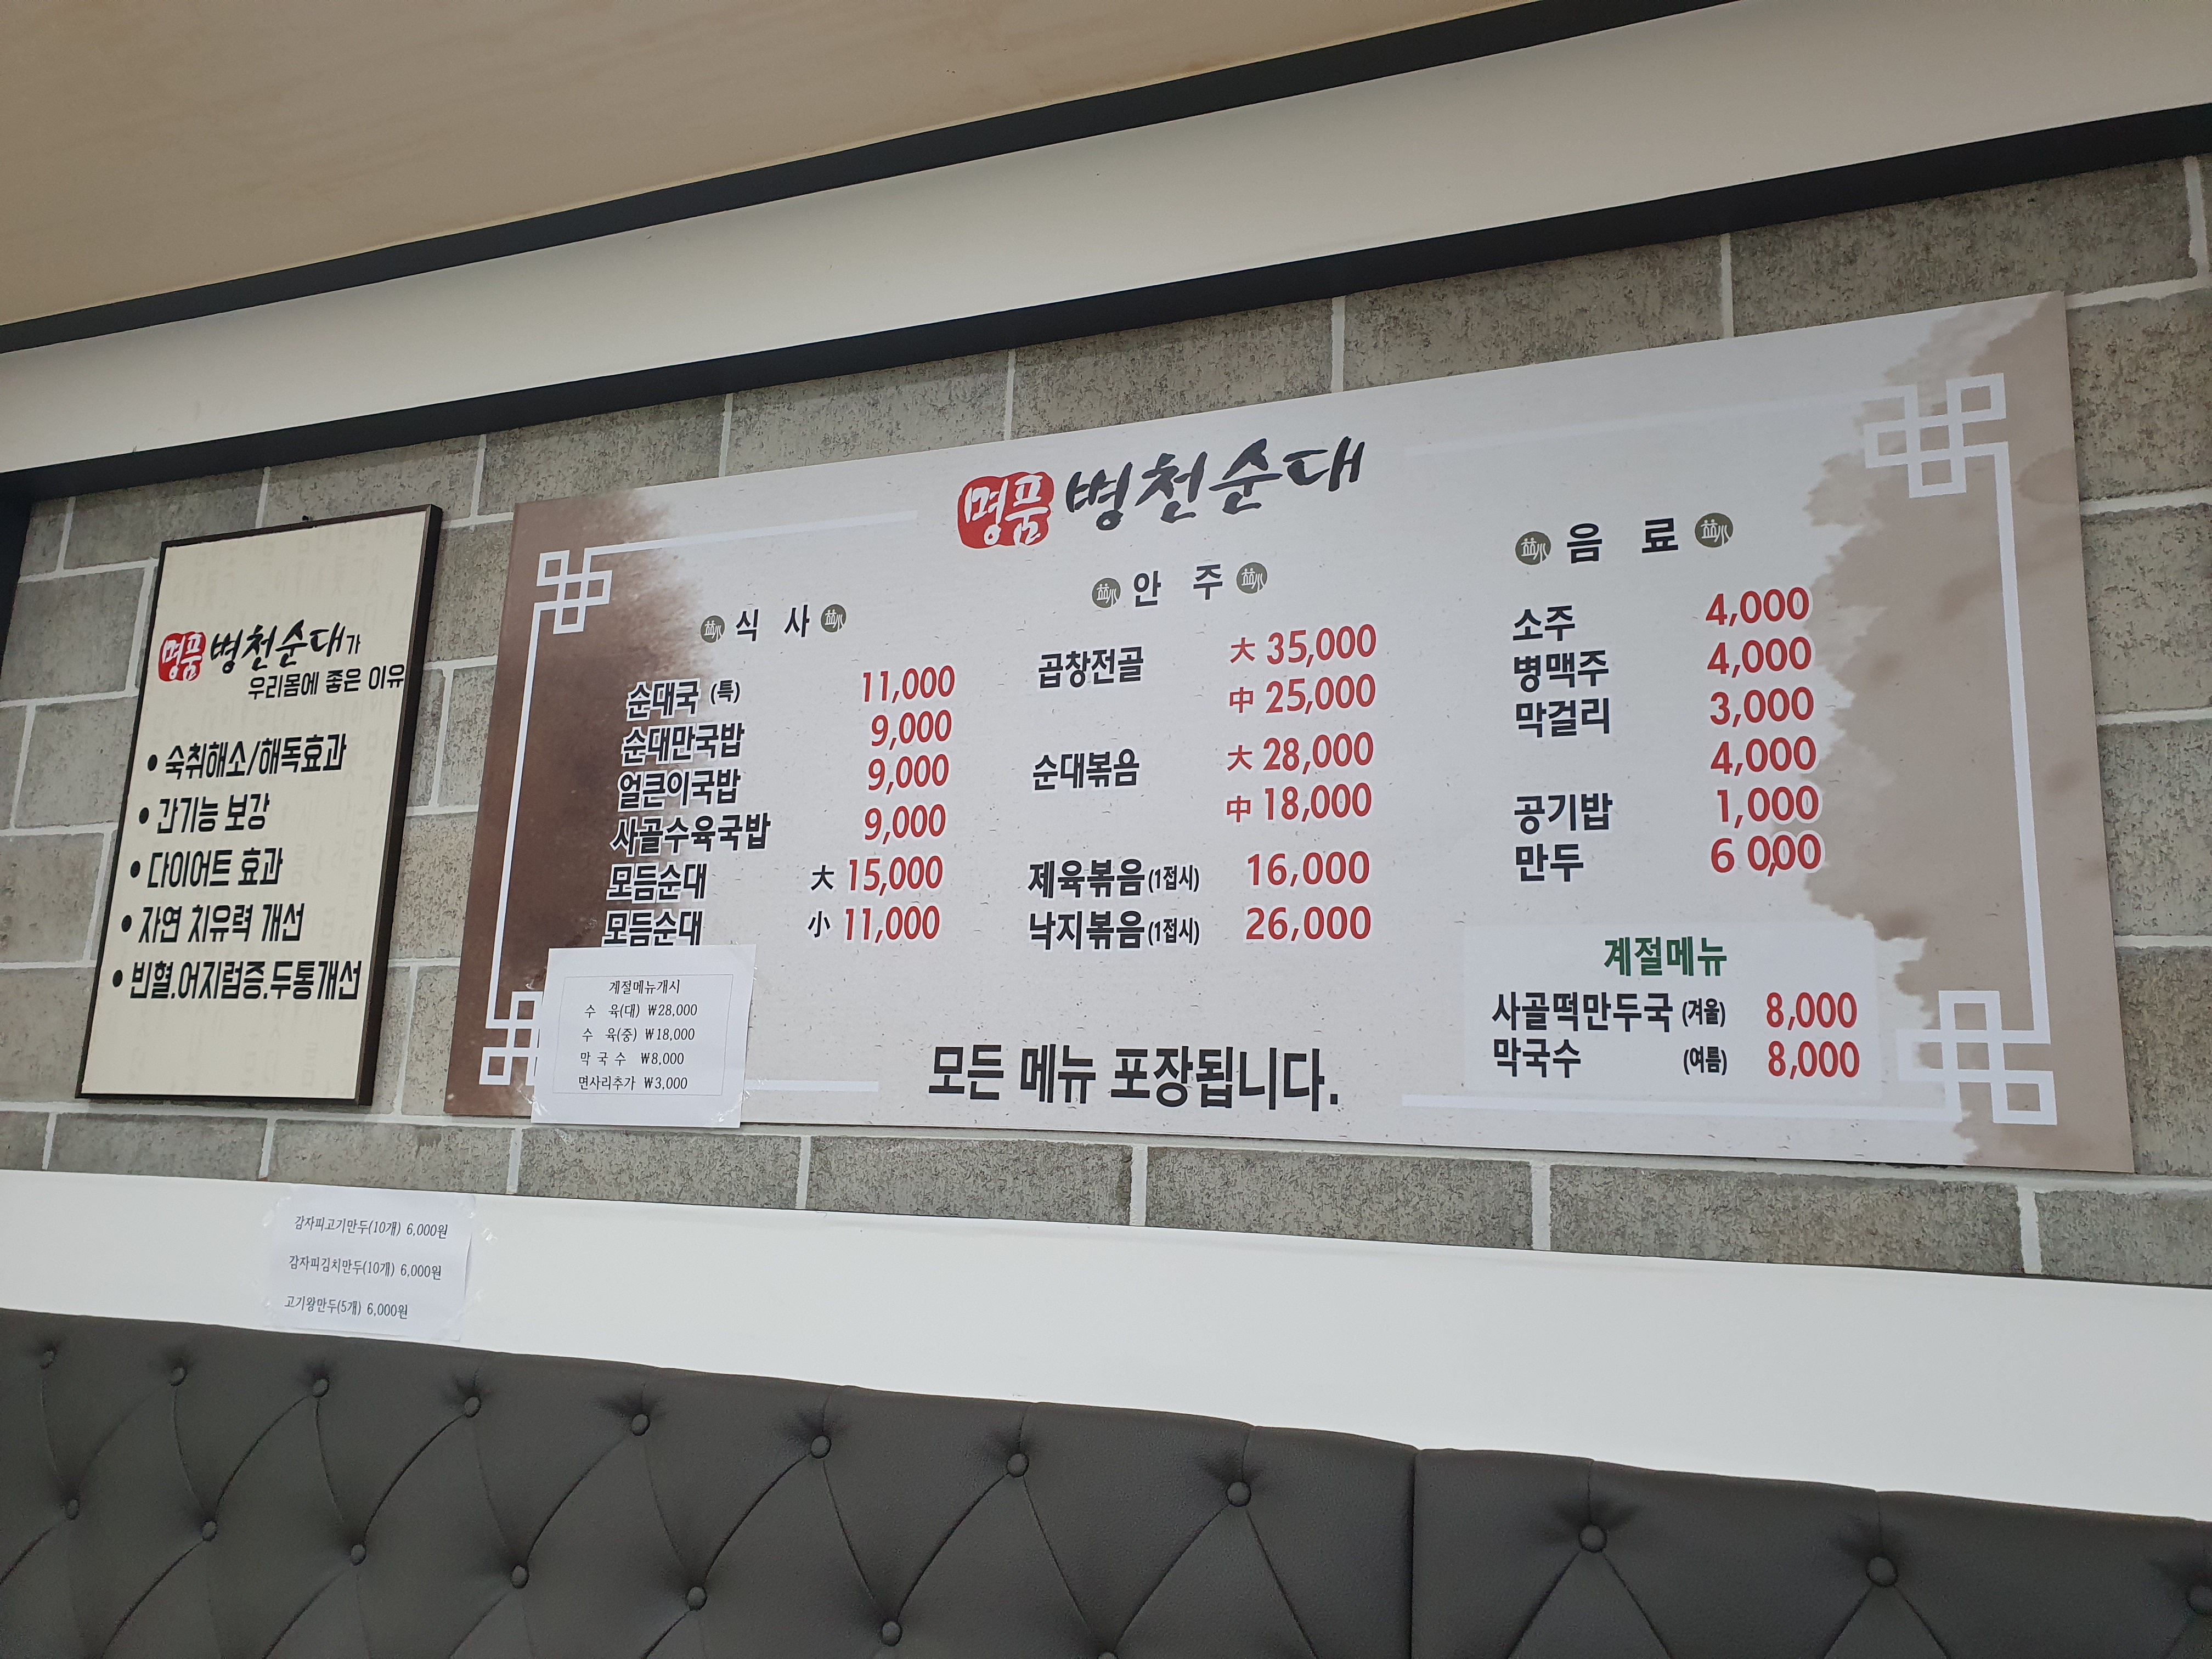 명품 병천순대가
우리몸에 좋은 이유
• 숙취해소/해독효과
• 간기능 보강
• 다이어트 효과
• 자연 치유력 개선
• 빈혈.어지럼증.두통개선
명품 병천순대
식 사
순대국 (특) 11,000
순대만국밥 9,000
얼큰이국밥 9,000
사골수육국밥 9,000
모듬순대 大 15,000
모듬순대 小 11,000
안 주
곱창전골 大 35,000
中 25,000
순대볶음 大 28,000
中 18,000
제육볶음(1접시) 16,000
낙지볶음(1접시) 26,000
음 료
소주 4,000
병맥주 4,000
막걸리 3,000
4,000
공기밥 1,000
만두 6,000
계절메뉴
사골떡만두국 (겨울) 8,000
막국수 (여름) 8,000
계절메뉴개시
수 육(대) ₩28,000
수 육(중) ₩18,000
막 국 수 ₩8,000
면사리추가 ₩3,000
모든 메뉴 포장됩니다.
감자피고기만두(10개) 6,000원
감자피김치만두(10개) 6,000원
고기왕만두(5개) 6,000원